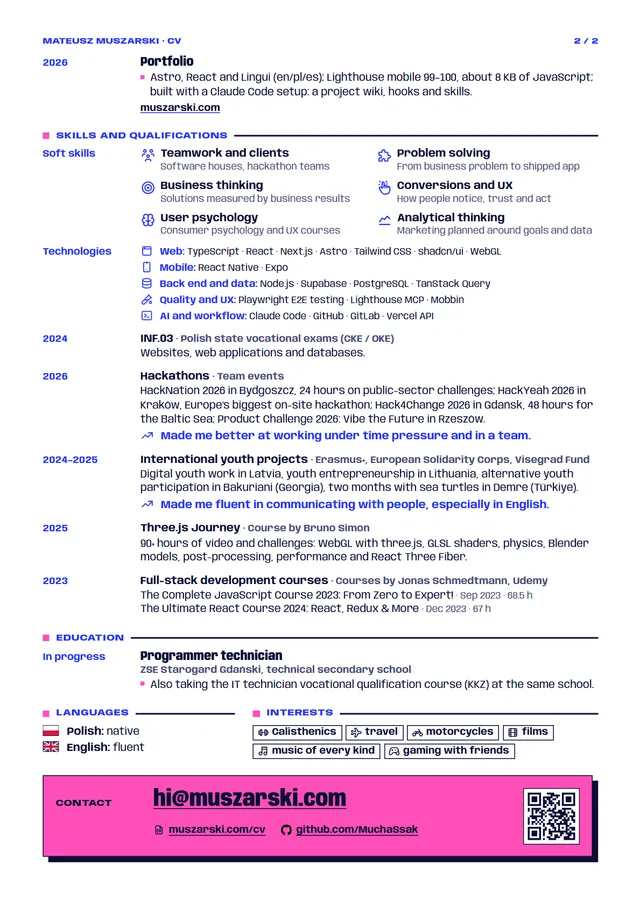 MATEUSZ MUSZARSKI · CV
2 / 2
2026
Portfolio
Astro, React and Lingui (en/pl/es); Lighthouse mobile 99–100, about 8 KB of JavaScript;
built with a Claude Code setup: a project wiki, hooks and skills.
muszarski.com
SKILLS AND QUALIFICATIONS
Soft skills
Teamwork and clients
Software houses, hackathon teams
Problem solving
From business problem to shipped app
Business thinking
Solutions measured by business results
Conversions and UX
How people notice, trust and act
User psychology
Consumer psychology and UX courses
Analytical thinking
Marketing planned around goals and data
Technologies
Web: TypeScript · React · Next.js · Astro · Tailwind CSS · shadcn/ui · WebGL
Mobile: React Native · Expo
Back end and data: Node.js · Supabase · PostgreSQL · TanStack Query
Quality and UX: Playwright E2E testing · Lighthouse MCP · Mobbin
AI and workflow: Claude Code · GitHub · GitLab · Vercel API
2024
INF.03 · Polish state vocational exams (CKE / OKE)
Websites, web applications and databases.
2026
Hackathons · Team events
HackNation 2026 in Bydgoszcz, 24 hours on public-sector challenges; HackYeah 2026 in
Kraków, Europe's biggest on-site hackathon; Hack4Change 2026 in Gdańsk, 48 hours for
the Baltic Sea; Product Challenge 2026: Vibe the Future in Rzeszów.
Made me better at working under time pressure and in a team.
2024–2025
International youth projects · Erasmus+, European Solidarity Corps, Visegrad Fund
Digital youth work in Latvia, youth entrepreneurship in Lithuania, alternative youth
participation in Bakuriani (Georgia), two months with sea turtles in Demre (Türkiye).
Made me fluent in communicating with people, especially in English.
2025
Three.js Journey · Course by Bruno Simon
90+ hours of video and challenges: WebGL with three.js, GLSL shaders, physics, Blender
models, post-processing, performance and React Three Fiber.
2023
Full-stack development courses · Courses by Jonas Schmedtmann, Udemy
The Complete JavaScript Course 2023: From Zero to Expert! · Sep 2023 · 68.5 h
The Ultimate React Course 2024: React, Redux & More · Dec 2023 · 67 h
EDUCATION
In progress
Programmer technician
ZSE Starogard Gdański, technical secondary school
Also taking the IT technician vocational qualification course (KKZ) at the same school.
LANGUAGES
Polish: native
English: fluent
INTERESTS
calisthenics
travel
motorcycles
films
music of every kind
gaming with friends
CONTACT
hi@muszarski.com
muszarski.com/cv
github.com/MuchaSsak